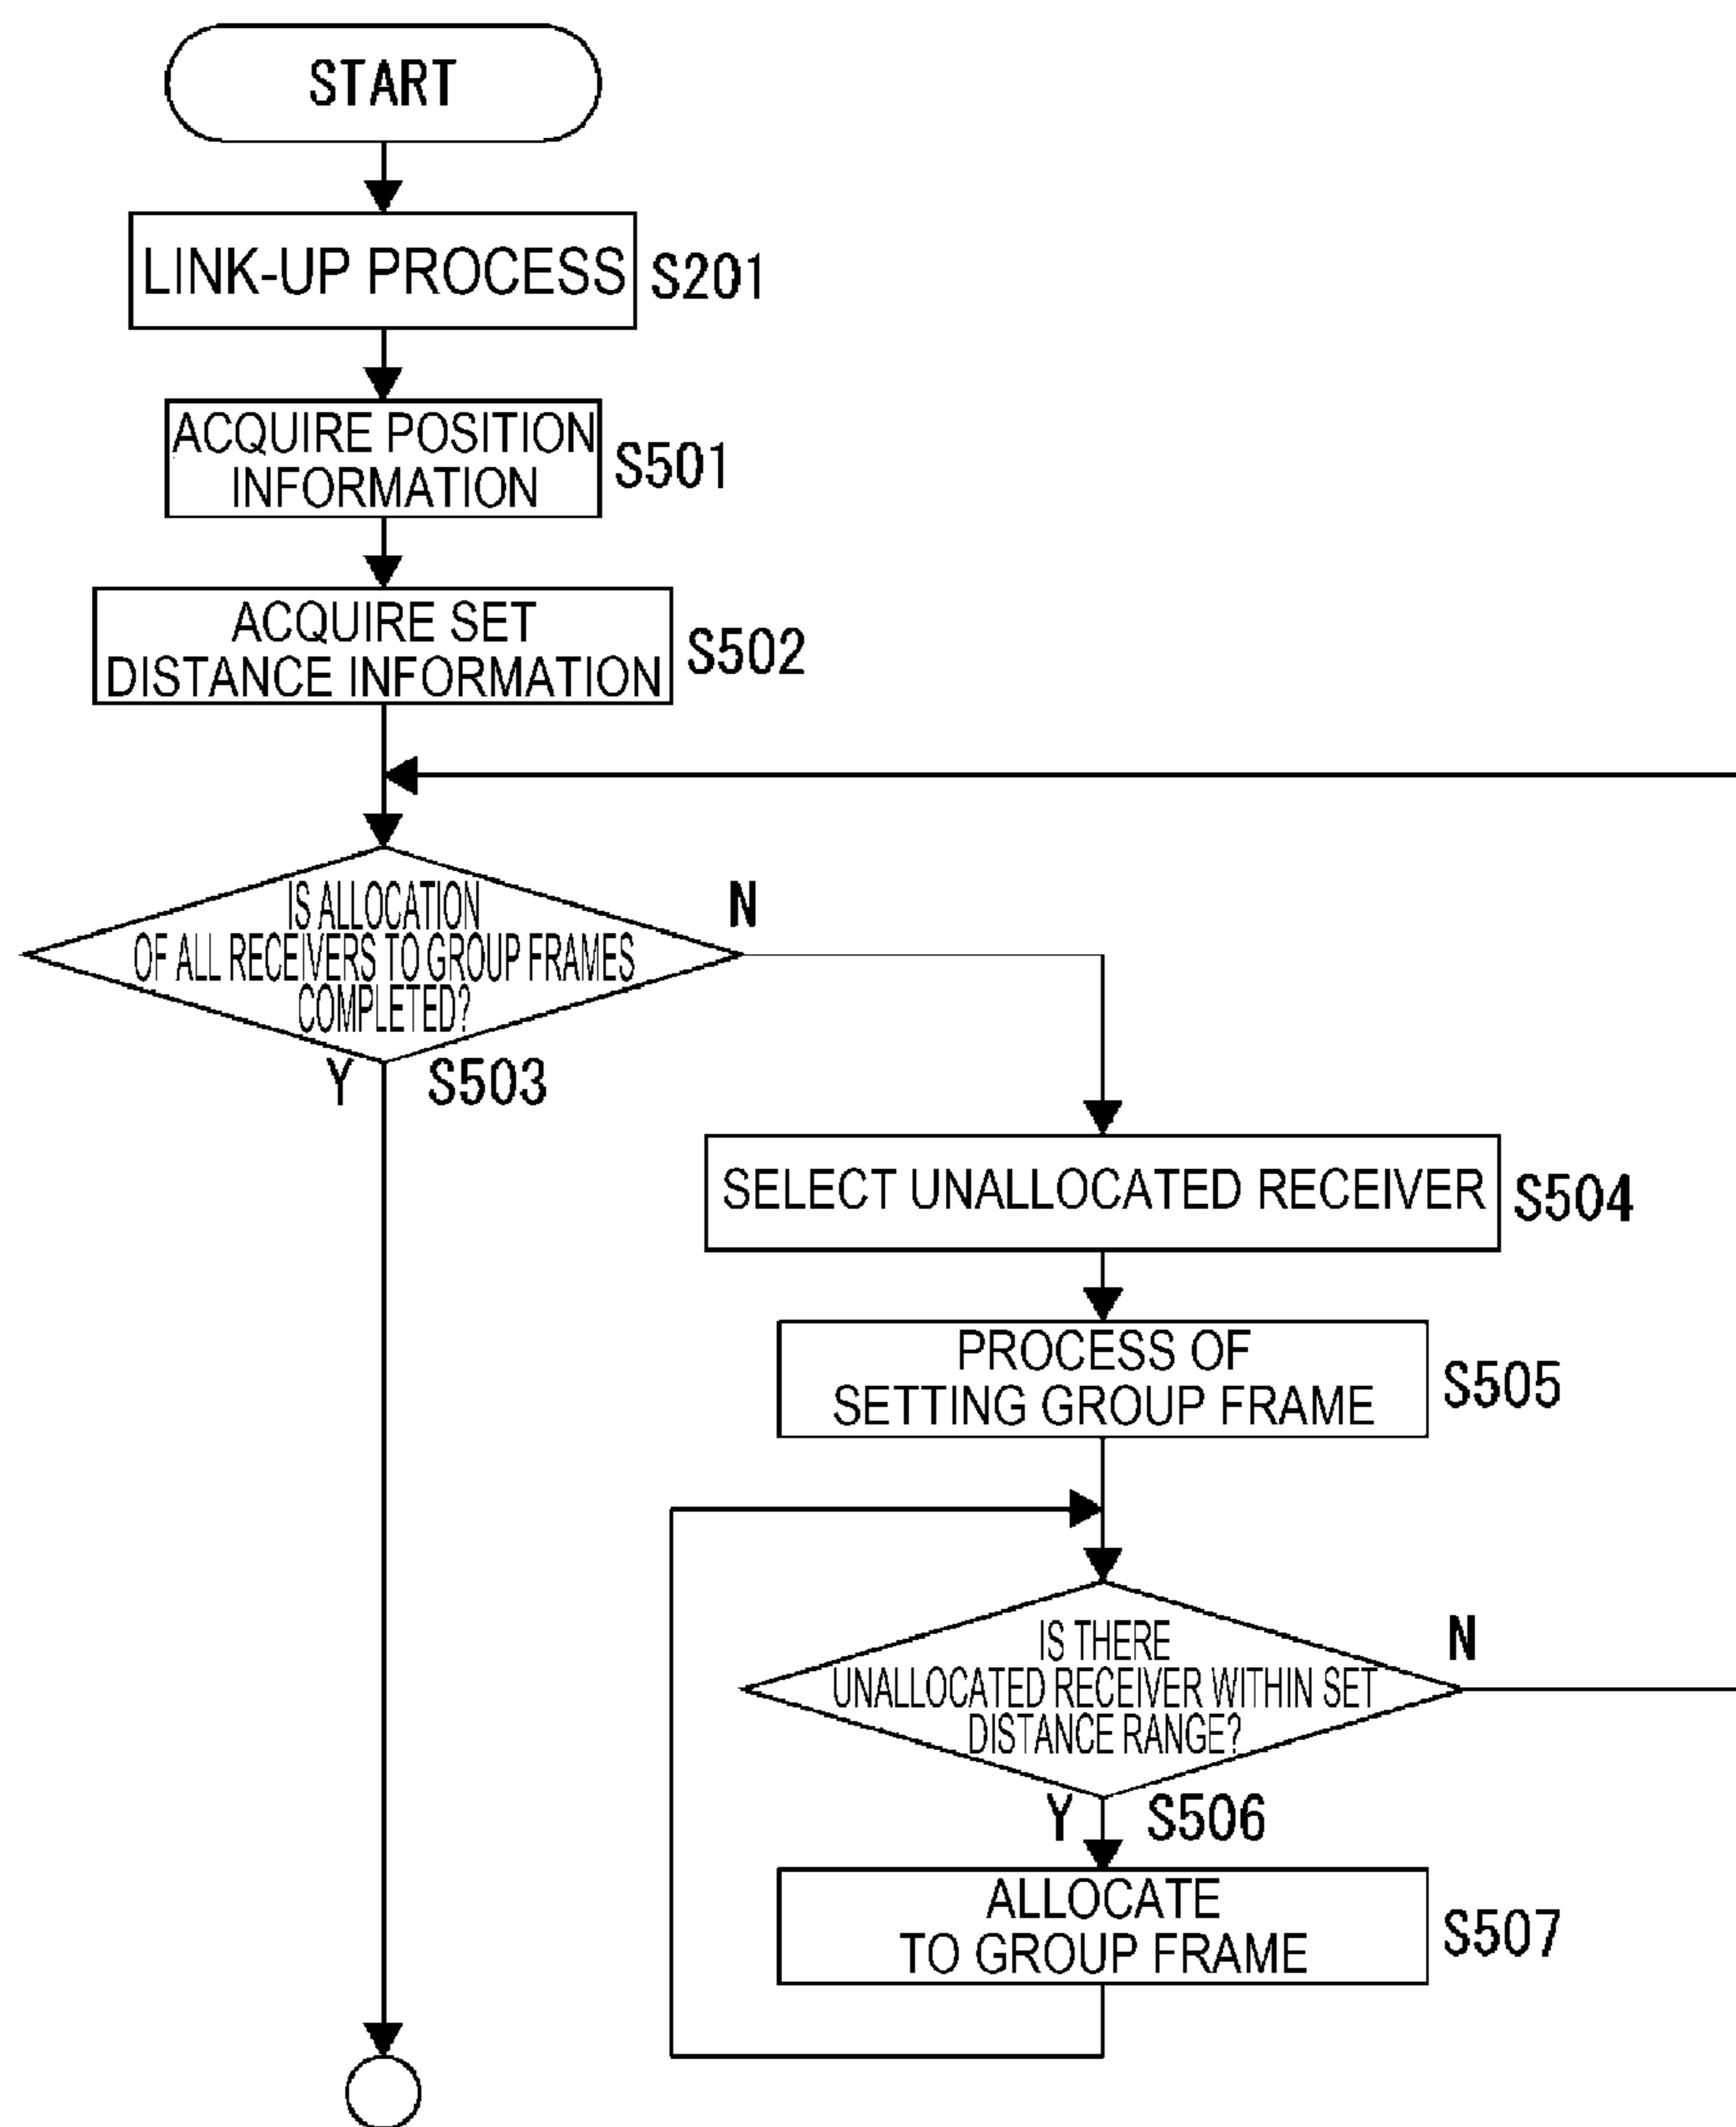 START
LINK-UP PROCESS
S201
ACQUIRE POSITION
INFORMATION
S501
ACQUIRE SET
DISTANCE INFORMATION
S502
IS ALLOCATION
OF ALL RECEIVERS TO GROUP FRAMES
COMPLETED?
N
Y
S503
SELECT UNALLOCATED RECEIVER
S504
PROCESS OF
SETTING GROUP FRAME
S505
IS THERE
UNALLOCATED RECEIVER WITHIN SET
DISTANCE RANGE?
N
Y
S506
ALLOCATE
TO GROUP FRAME
S507